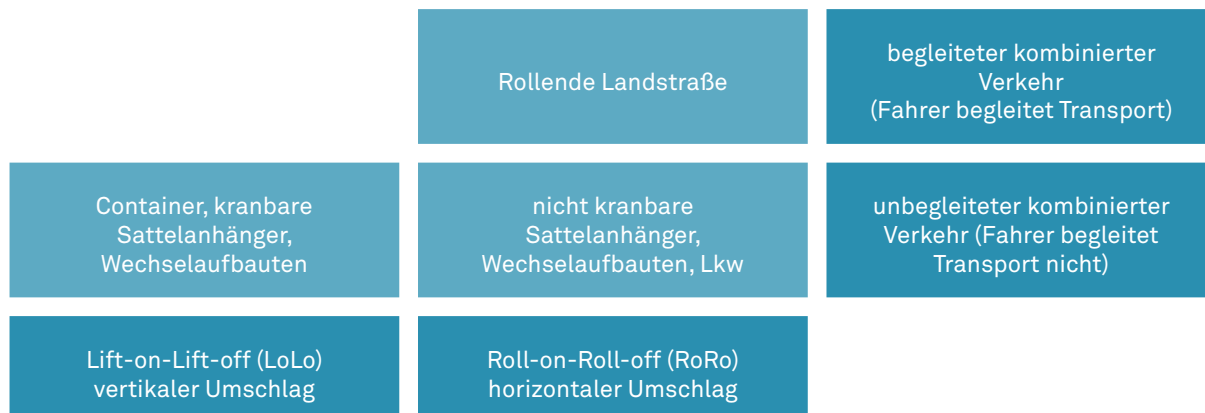 Rollende Landstraße
begleiteter kombinierter
Verkehr
(Fahrer begleitet Transport)
Container, kranbare
Sattelanhänger,
Wechselaufbauten
nicht kranbare
Sattelanhänger,
Wechselaufbauten, Lkw
unbegleiteter kombinierter
Verkehr (Fahrer begleitet
Transport nicht)
Lift-on-Lift-off (LoLo)
vertikaler Umschlag
Roll-on-Roll-off (RoRo)
horizontaler Umschlag